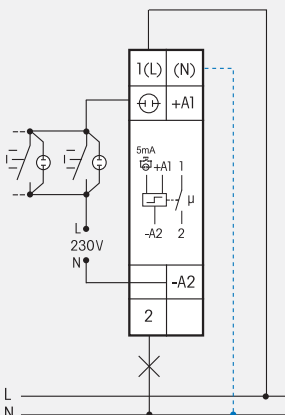 1(L) (N)
+A1
5mA
+A1 1
μ
-A2 2
L
230V
N
-A2
2
L
N